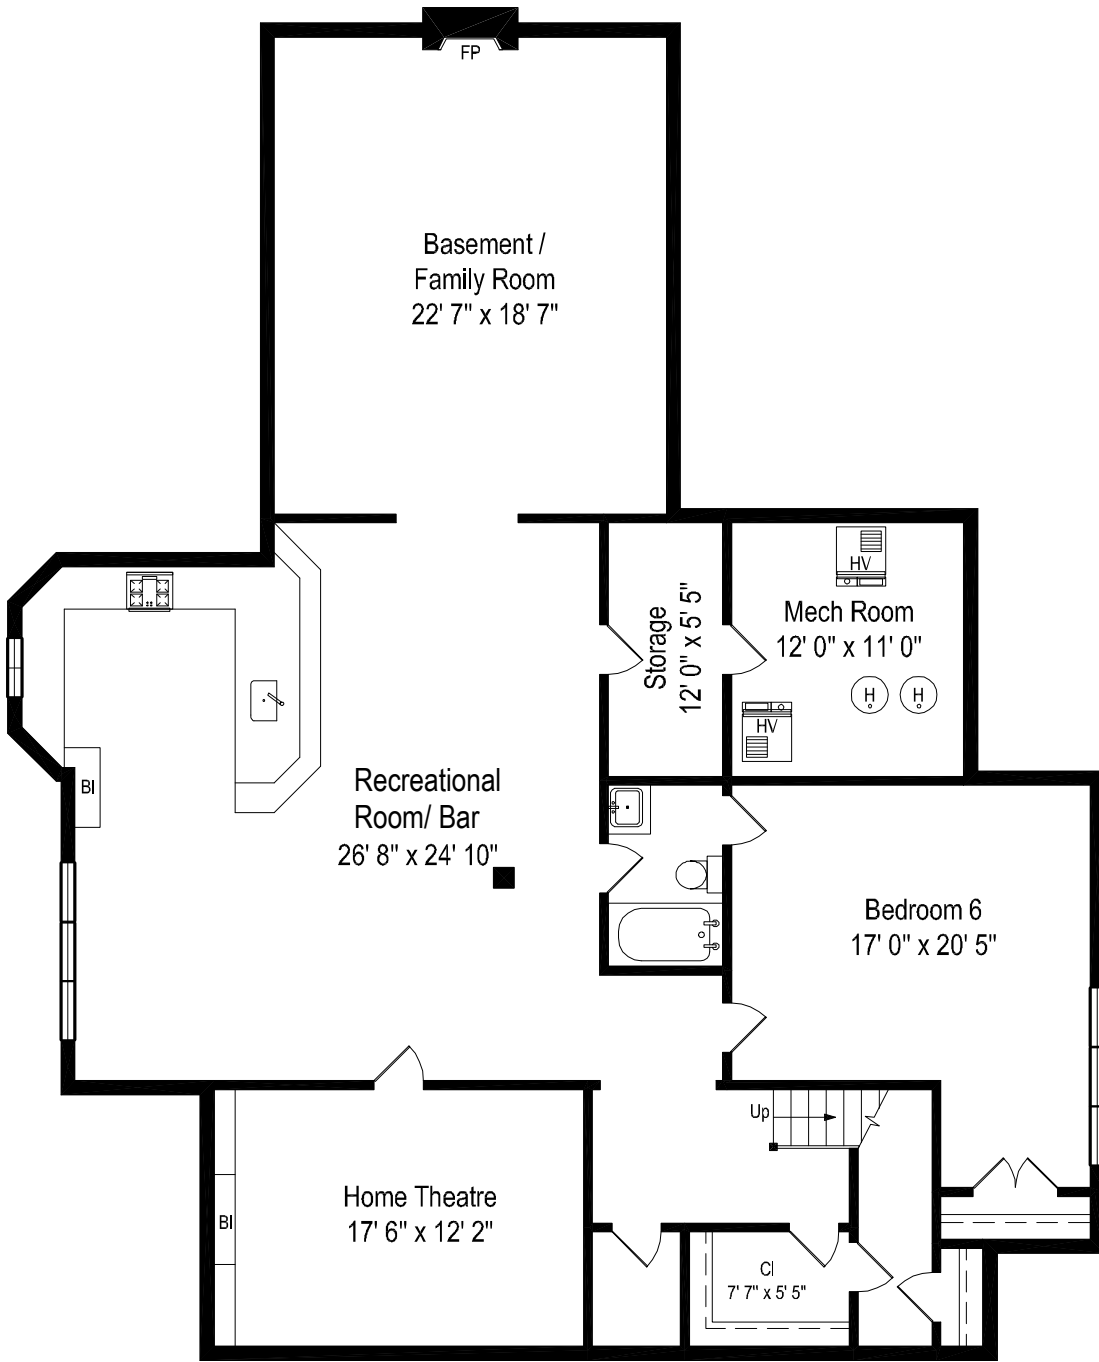 FP
Basement /
Family Room
22' 7" x 18' 7"
HV
Mech Room
12' 0" x 11' 0"
H
H
HV
Storage
12' 0" x 5' 5"
BI
Recreational
Room/ Bar
26' 8" x 24' 10"
Bedroom 6
17' 0" x 20' 5"
Up
Home Theatre
17' 6" x 12' 2"
BI
Cl
7' 7" x 5' 5"